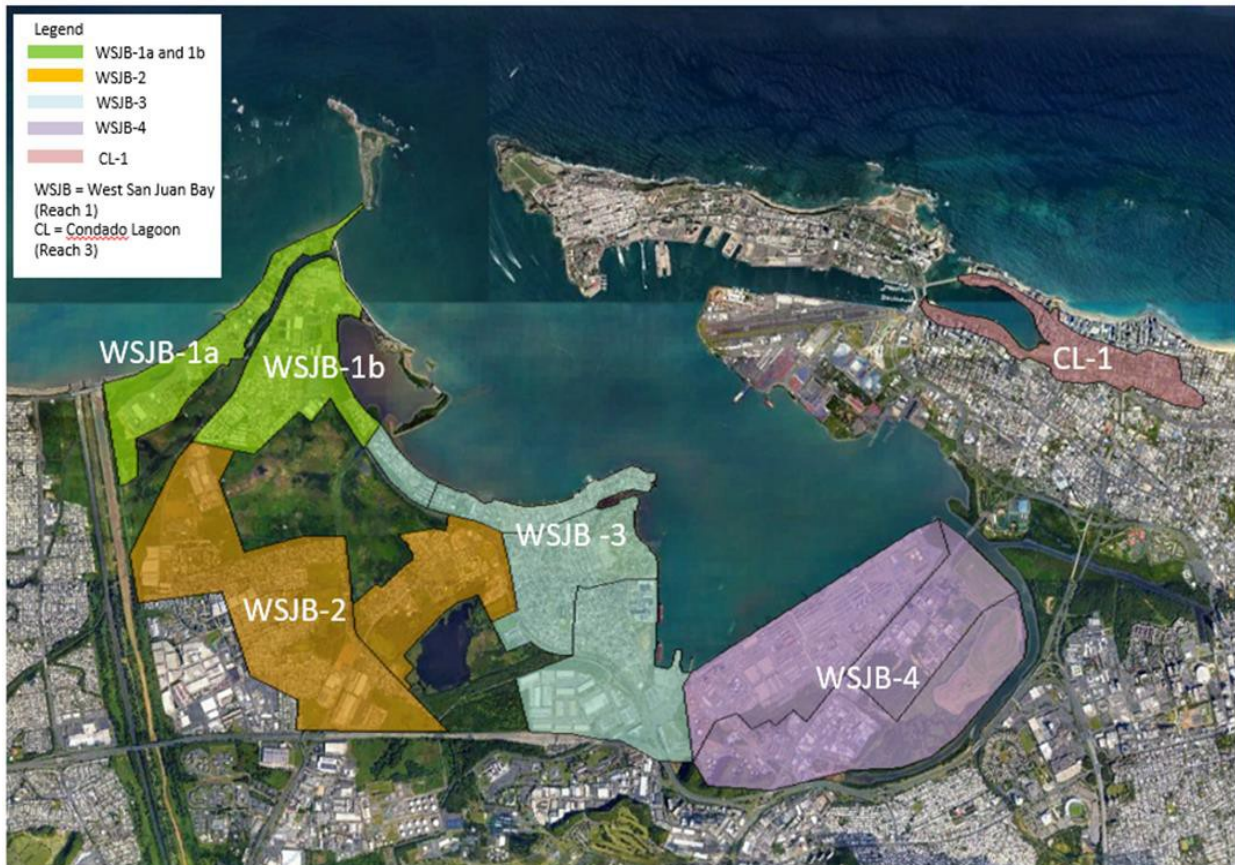 Legend
WSJB-1a and 1b
WSJB-2
WSJB-3
WSJB-4
CL-1
WSJB = West San Juan Bay
(Reach 1)
CL = Condado Lagoon
(Reach 3)
WSJB-1a
WSJB-1b
CL-1
WSJB -3
WSJB-2
WSJB-4